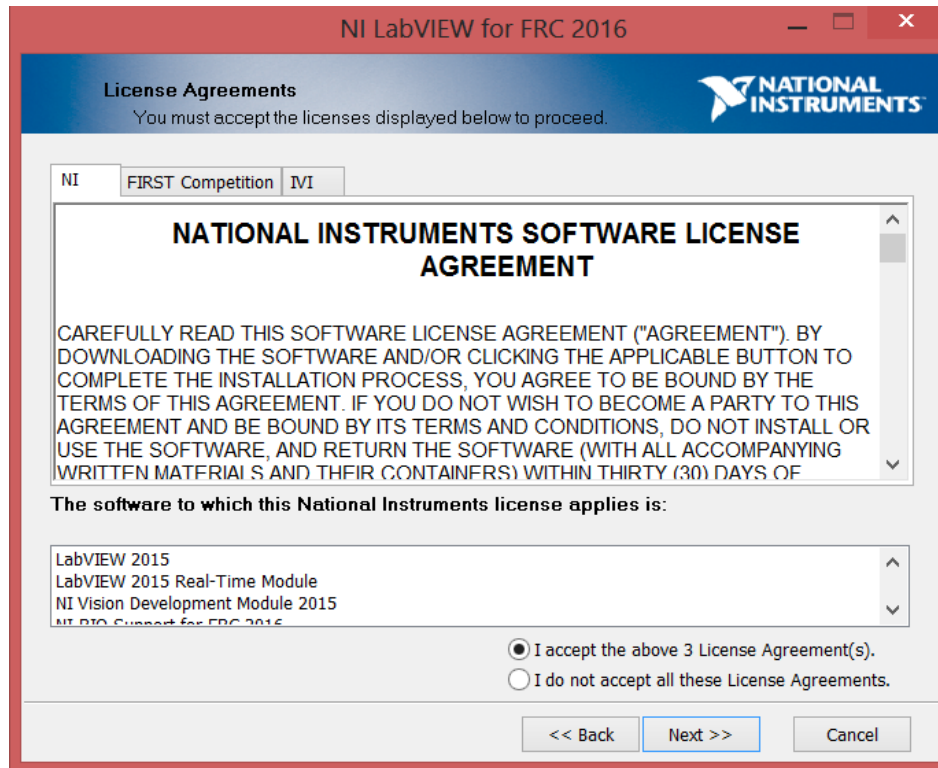 NI LabVIEW for FRC 2016
License Agreements
You must accept the licenses displayed below to proceed.
NATIONAL
INSTRUMENTS
NI FIRST Competition IVI
NATIONAL INSTRUMENTS SOFTWARE LICENSE
AGREEMENT
CAREFULLY READ THIS SOFTWARE LICENSE AGREEMENT ("AGREEMENT"). BY
DOWNLOADING THE SOFTWARE AND/OR CLICKING THE APPLICABLE BUTTON TO
COMPLETE THE INSTALLATION PROCESS, YOU AGREE TO BE BOUND BY THE
TERMS OF THIS AGREEMENT. IF YOU DO NOT WISH TO BECOME A PARTY TO THIS
AGREEMENT AND BE BOUND BY ITS TERMS AND CONDITIONS, DO NOT INSTALL OR
USE THE SOFTWARE, AND RETURN THE SOFTWARE (WITH ALL ACCOMPANYING
WRITTEN MATERIALS AND THEIR CONTAINERS) WITHIN THIRTY (30) DAYS OF
The software to which this National Instruments license applies is:
LabVIEW 2015
LabVIEW 2015 Real-Time Module
NI Vision Development Module 2015
NI-RIO Support for FRC 2016
I accept the above 3 License Agreement(s).
I do not accept all these License Agreements.
<< Back Next >> Cancel